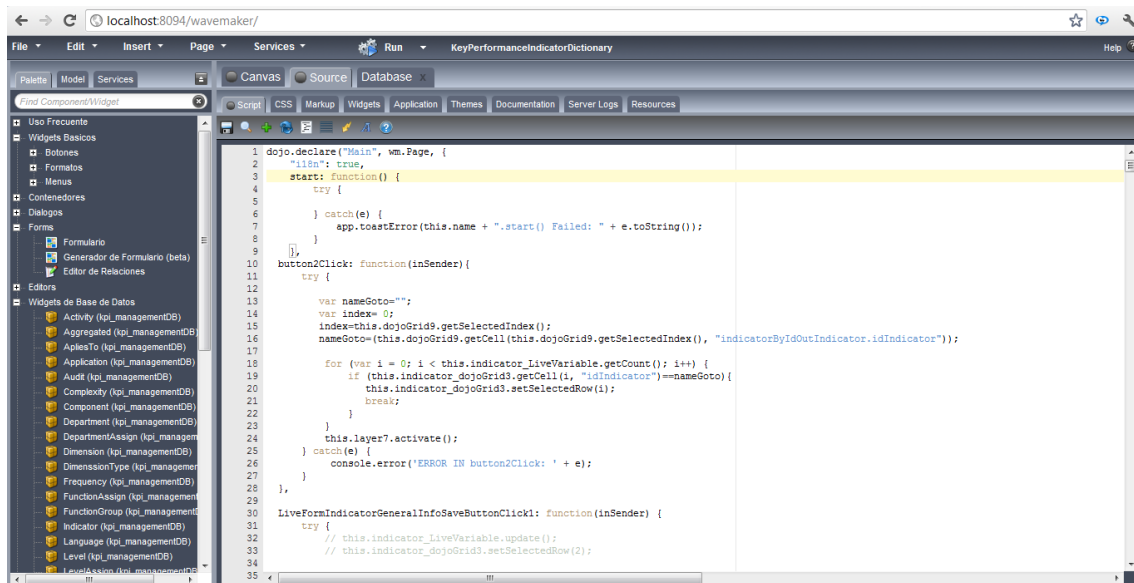 localhost:8094/wavemaker/
File Edit Insert Page Services Run KeyPerformanceIndicatorDictionary Help
Palette Model Services
Canvas Source Database x
Find Component/Widget
Script CSS Markup Widgets Application Themes Documentation Server Logs Resources
Uso Frecuente
Widgets Basicos
Botones
Formatos
Menus
Contenedores
Dialogos
Forms
Formulario
Generador de Formulario (beta)
Editor de Relaciones
Editors
Widgets de Base de Datos
Activity (kpi_managementDB)
Aggregated (kpi_managementDB)
ApliesTo (kpi_managementDB)
Application (kpi_managementDB)
Audit (kpi_managementDB)
Complexity (kpi_managementDB)
Component (kpi_managementDB)
Department (kpi_managementDB)
DepartmentAssign (kpi_managem
Dimension (kpi_managementDB)
DimenssionType (kpi_managemen
Frequency (kpi_managementDB)
FunctionAssign (kpi_management
FunctionGroup (kpi_management
Indicator (kpi_managementDB)
Language (kpi_managementDB)
Level (kpi_managementDB)
LevelAssign (kpi_managementDB
1 dojo.declare("Main", wm.Page, {
2 "i18n": true,
3 start: function() {
4 try {
5
6 } catch(e) {
7 app.toastError(this.name + ".start() Failed: " + e.toString());
8 }
9 },
10 button2Click: function(inSender){
11 try {
12
13 var nameGoto="";
14 var index= 0;
15 index=this.dojoGrid9.getSelectedIndex();
16 nameGoto=(this.dojoGrid9.getCell(this.dojoGrid9.getSelectedIndex(), "indicatorByIdOutIndicator.idIndicator"));
17
18 for (var i = 0; i < this.indicator_LiveVariable.getCount(); i++) {
19 if (this.indicator_dojoGrid3.getCell(i, "idIndicator")==nameGoto){
20 this.indicator_dojoGrid3.setSelectedRow(i);
21 break;
22 }
23 }
24 this.layer7.activate();
25 } catch(e) {
26 console.error('ERROR IN button2Click: ' + e);
27 }
28 },
29
30 LiveFormIndicatorGeneralInfoSaveButtonClick1: function(inSender) {
31 try {
32 // this.indicator_LiveVariable.update();
33 // this.indicator_dojoGrid3.setSelectedRow(2);
34
35